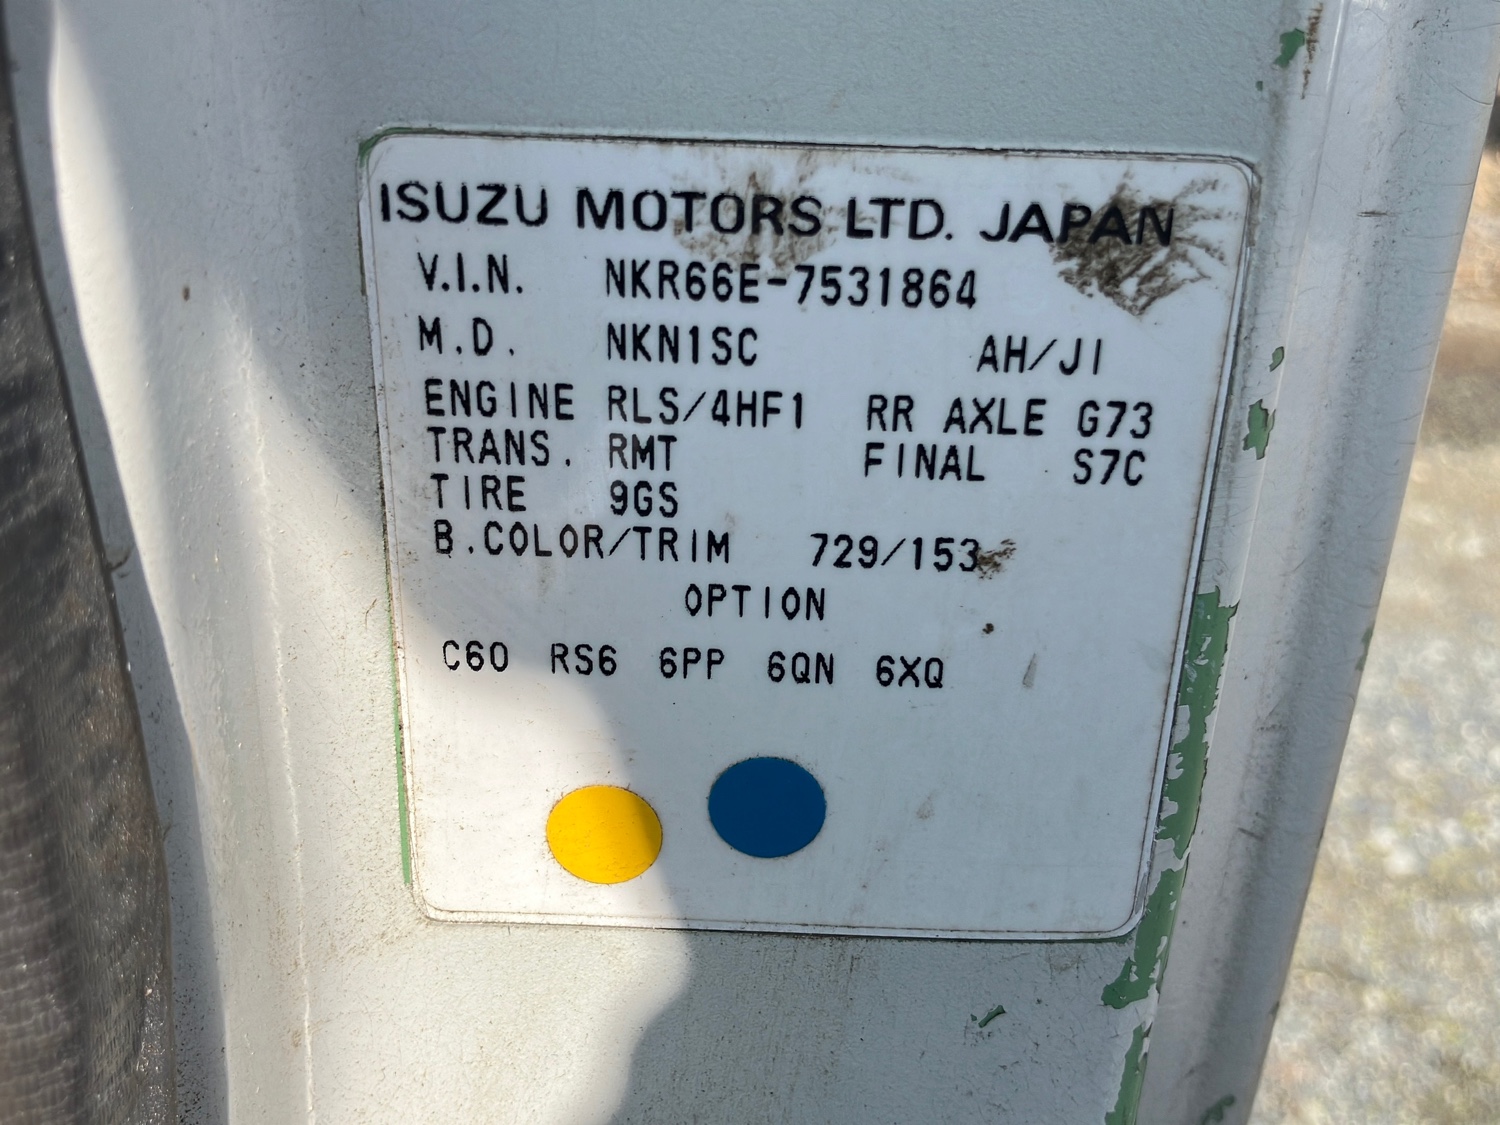 ISUZU MOTORS LTD. JAPAN
V.I.N. NKR66E-7531864
M.D. NKN1SC AH/JI
ENGINE RLS/4HF1 RR AXLE G73
TRANS. RMT FINAL S7C
TIRE 9GS
B.COLOR/TRIM 729/153
OPTION
C60 RS6 6PP 6QN 6XQ